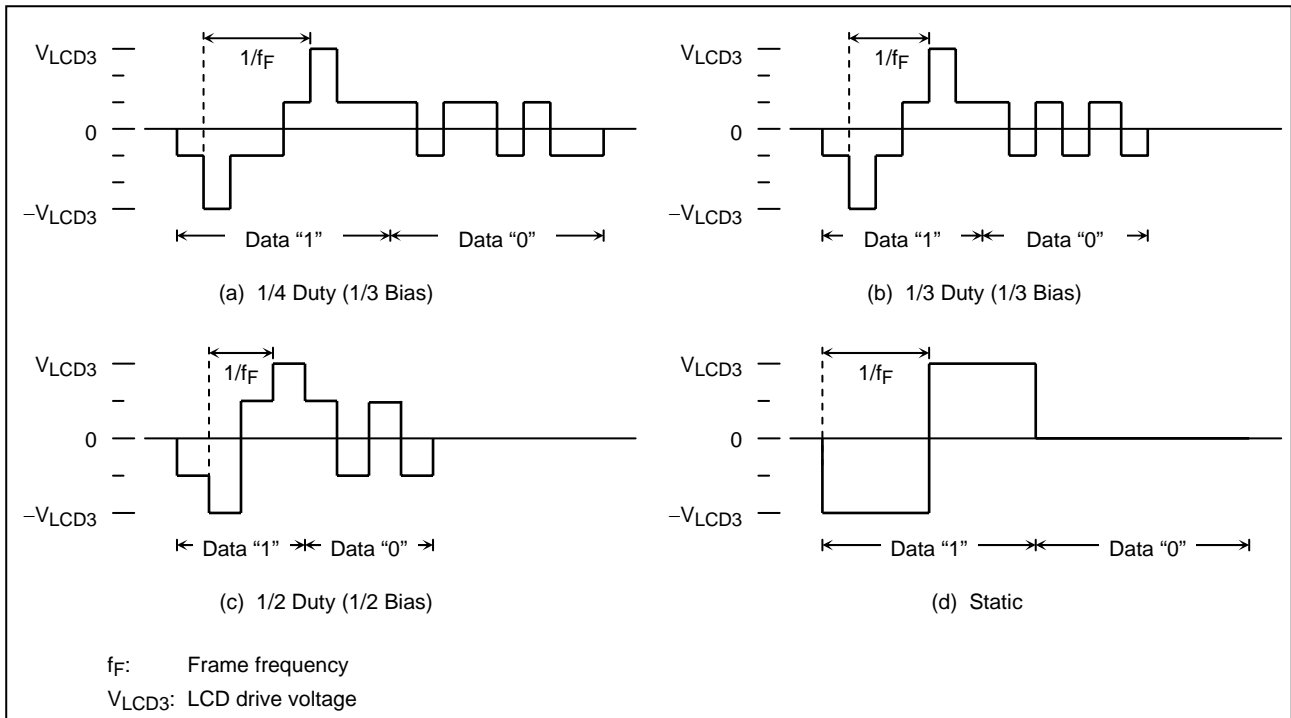 VLCD3
1/fF
0
−VLCD3
Data “1”
Data “0”
(a) 1/4 Duty (1/3 Bias)
VLCD3
1/fF
0
−VLCD3
Data “1”
Data “0”
(b) 1/3 Duty (1/3 Bias)
VLCD3
1/fF
0
−VLCD3
Data “1”
Data “0”
(c) 1/2 Duty (1/2 Bias)
VLCD3
1/fF
0
−VLCD3
Data “1”
Data “0”
(d) Static
fF: Frame frequency
VLCD3: LCD drive voltage